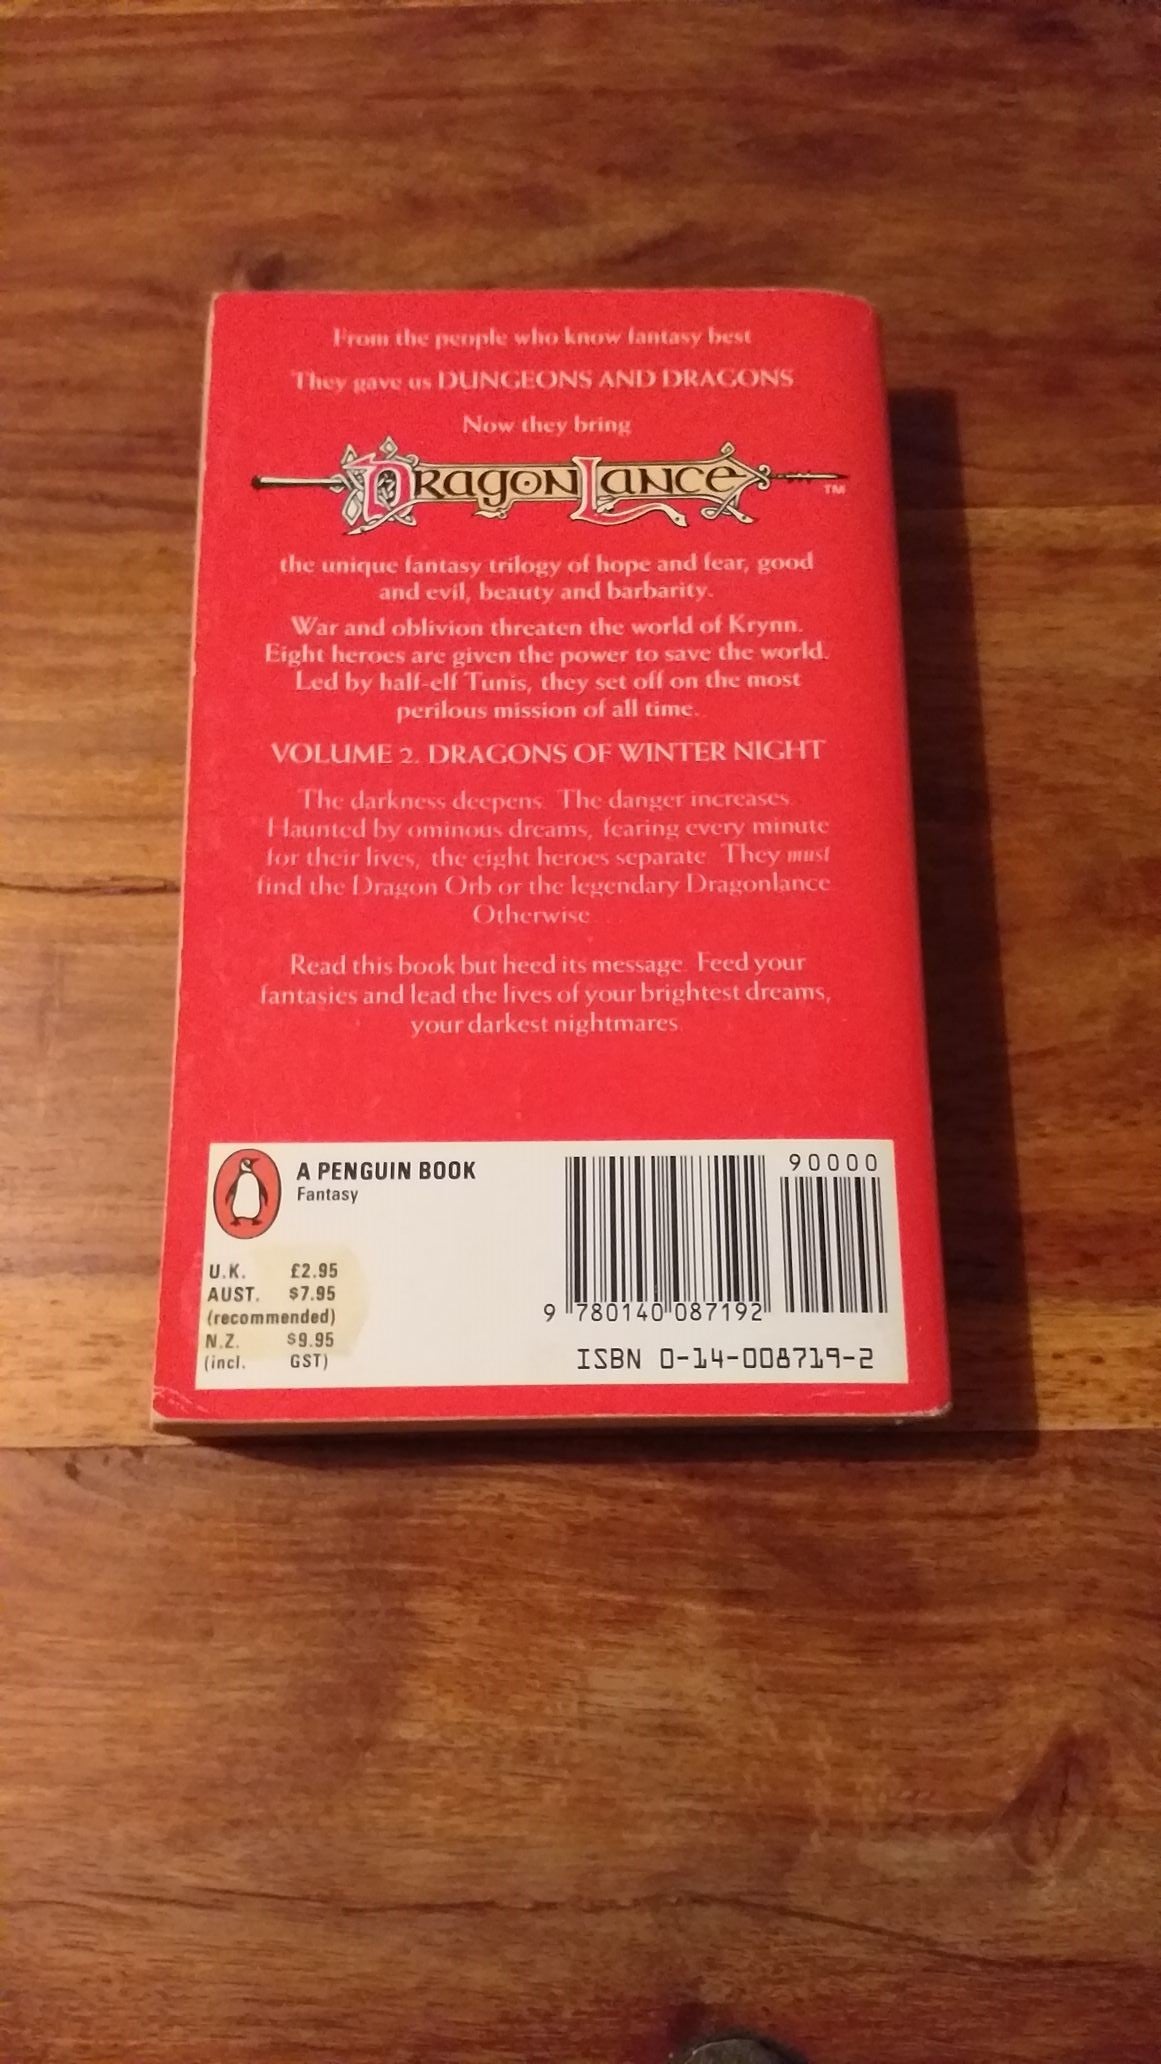 From the people who know fantasy best
They gave us DUNGEONS AND DRAGONS
Now they bring
DRAGONLANCE TM
the unique fantasy trilogy of hope and fear, good
and evil, beauty and barbarity.
War and oblivion threaten the world of Krynn.
Eight heroes are given the power to save the world.
Led by half-elf Tunis, they set off on the most
perilous mission of all time.
VOLUME 2. DRAGONS OF WINTER NIGHT
The darkness deepens. The danger increases.
Haunted by ominous dreams, fearing every minute
for their lives, the eight heroes separate. They must
find the Dragon Orb or the legendary Dragonlance.
Otherwise . . .
Read this book but heed its message. Feed your
fantasies and lead the lives of your brightest dreams,
your darkest nightmares.
A PENGUIN BOOK
Fantasy
U.K. £2.95
AUST. $7.95
(recommended)
N.Z. $9.95
(incl. GST)
90000
9 780140 087192
ISBN 0-14-008719-2